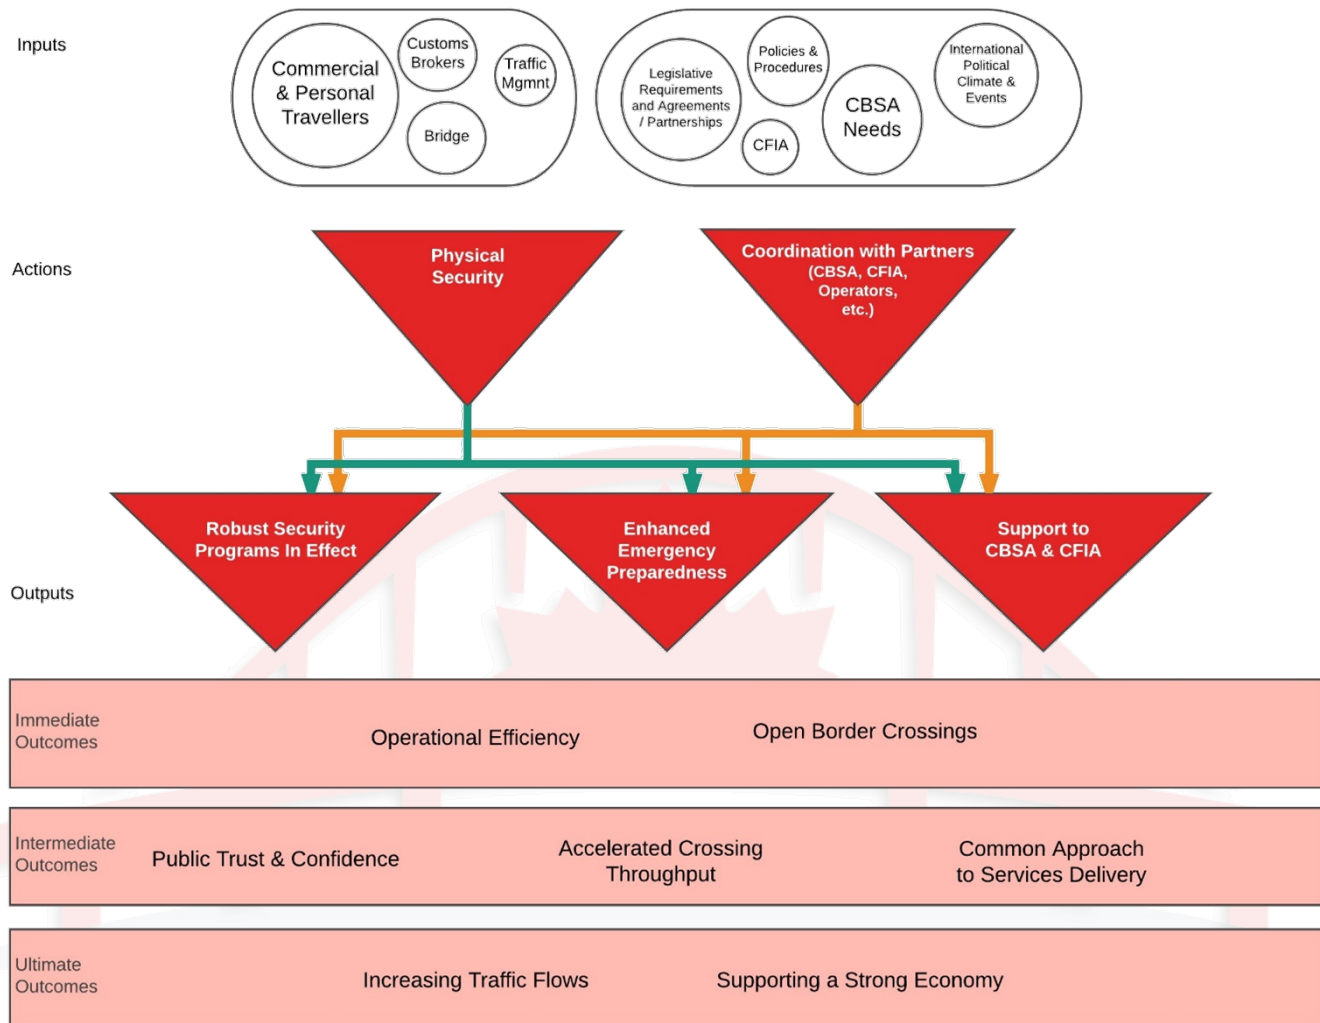 Inputs
Commercial
& Personal
Travellers
Customs
Brokers
Traffic
Mgmnt
Bridge
Legislative
Requirements
and Agreements
/ Partnerships
Policies &
Procedures
CFIA
CBSA
Needs
International
Political
Climate &
Events
Actions
Physical
Security
Coordination with Partners
(CBSA, CFIA,
Operators,
etc.)
Outputs
Robust Security
Programs In Effect
Enhanced
Emergency
Preparedness
Support to
CBSA & CFIA
Immediate
Outcomes
Operational Efficiency
Open Border Crossings
Intermediate
Outcomes
Public Trust & Confidence
Accelerated Crossing
Throughput
Common Approach
to Services Delivery
Ultimate
Outcomes
Increasing Traffic Flows
Supporting a Strong Economy